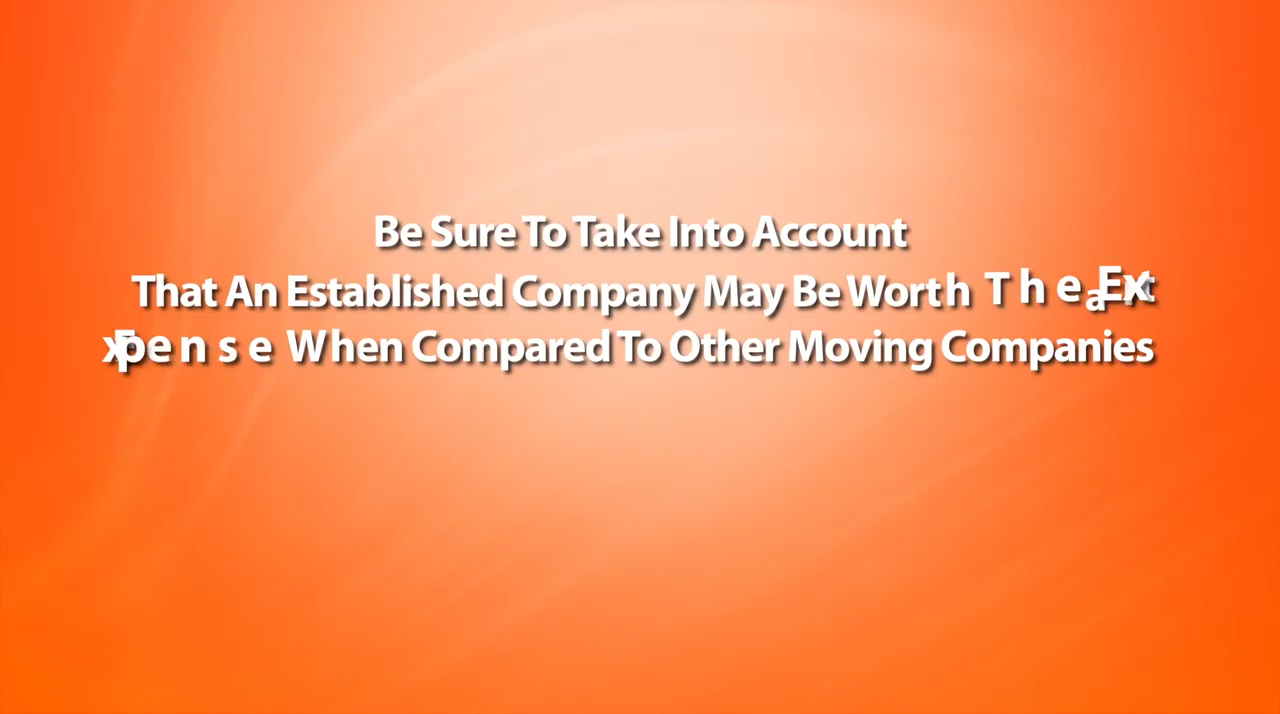 Be Sure To Take Into Account
That An Established Company May Be Worth The
When Compared To Other Moving Companies